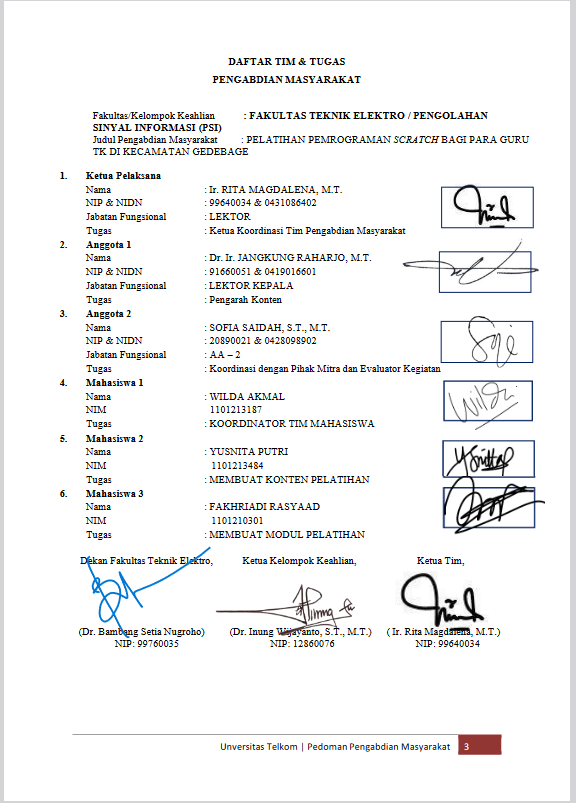 DAFTAR TIM & TUGAS
PENGABDIAN MASYARAKAT
Fakultas/Kelompok Keahlian : FAKULTAS TEKNIK ELEKTRO / PENGOLAHAN
SINYAL INFORMASI (PSI)
Judul Pengabdian Masyarakat : PELATIHAN PEMROGRAMAN SCRATCH BAGI PARA GURU
TK DI KECAMATAN GEDEBAGE
1. Ketua Pelaksana
Nama : Ir. RITA MAGDALENA, M.T.
NIP & NIDN : 99640034 & 0431086402
Jabatan Fungsional : LEKTOR
Tugas : Ketua Koordinasi Tim Pengabdian Masyarakat
2. Anggota 1
Nama : Dr. Ir. JANGKUNG RAHARJO, M.T.
NIP & NIDN : 91660051 & 0419016601
Jabatan Fungsional : LEKTOR KEPALA
Tugas : Pengarah Konten
3. Anggota 2
Nama : SOFIA SAIDAH, S.T., M.T.
NIP & NIDN : 20890021 & 0428098902
Jabatan Fungsional : AA – 2
Tugas : Koordinasi dengan Pihak Mitra dan Evaluator Kegiatan
4. Mahasiswa 1
Nama : WILDA AKMAL
NIM 1101213187
Tugas : KOORDINATOR TIM MAHASISWA
5. Mahasiswa 2
Nama : YUSNITA PUTRI
NIM 1101213484
Tugas : MEMBUAT KONTEN PELATIHAN
6. Mahasiswa 3
Nama : FAKHRIADI RASYAAD
NIM 1101210301
Tugas : MEMBUAT MODUL PELATIHAN
Dekan Fakultas Teknik Elektro, Ketua Kelompok Keahlian, Ketua Tim,
(Dr. Bambang Setia Nugroho) (Dr. Inung Wijayanto, S.T., M.T.) ( Ir. Rita Magdalena, M.T.)
NIP: 99760035 NIP: 12860076 NIP: 99640034
Unversitas Telkom | Pedoman Pengabdian Masyarakat 3